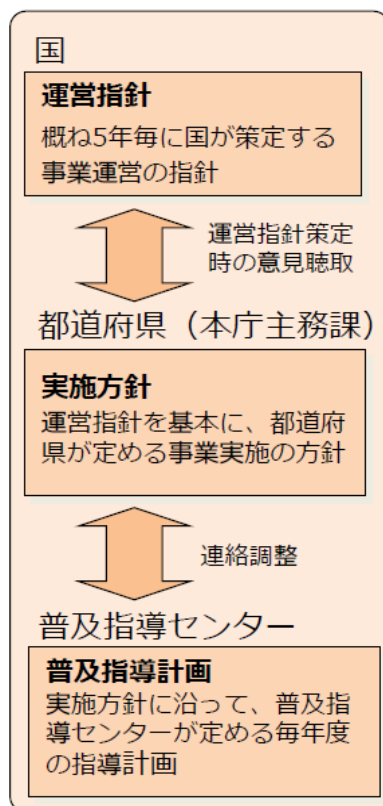 国
運営指針
概ね5年毎に国が策定する
事業運営の指針
運営指針策定
時の意見聴取
都道府県（本庁主務課）
実施方針
運営指針を基本に、都道府
県が定める事業実施の方針
連絡調整
普及指導センター
普及指導計画
実施方針に沿って、普及指
導センターが定める毎年度
の指導計画